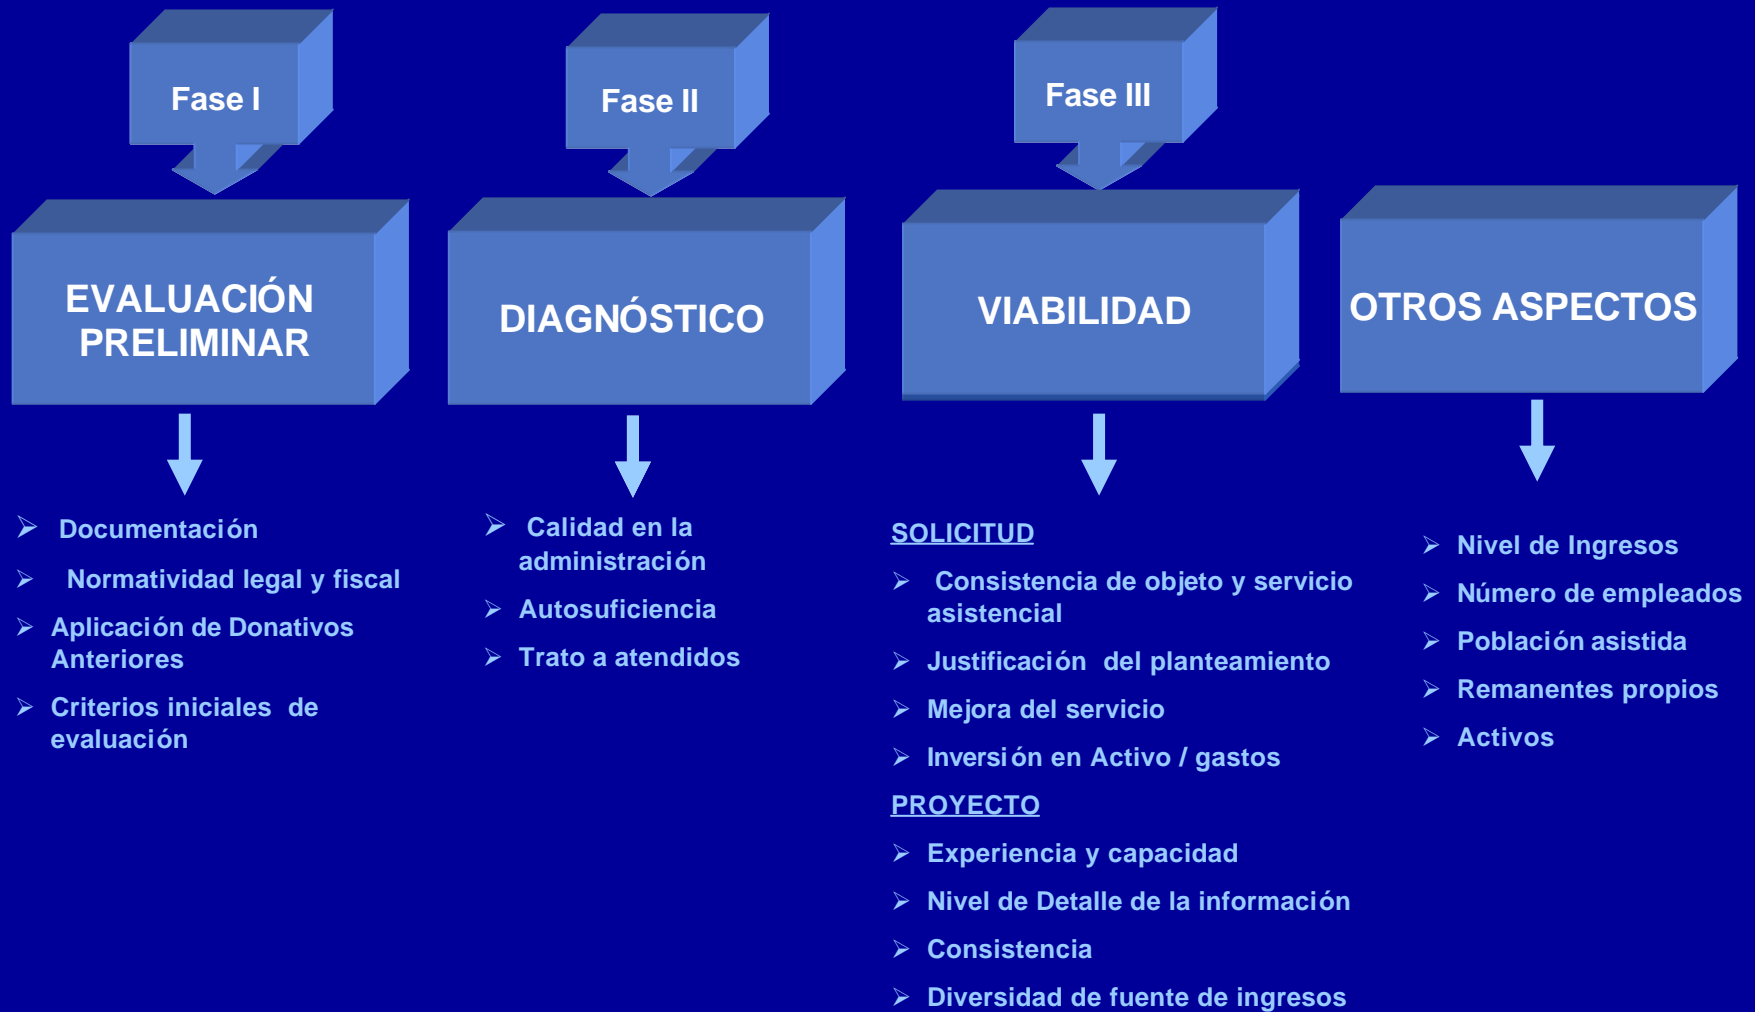 Fase I
EVALUACIÓN
PRELIMINAR
Documentación
Normatividad legal y fiscal
Aplicación de Donativos
Anteriores
Criterios iniciales de
evaluación
Fase II
DIAGNÓSTICO
Calidad en la
administración
Autosuficiencia
Trato a atendidos
Fase III
VIABILIDAD
SOLICITUD
Consistencia de objeto y servicio
asistencial
Justificación del planteamiento
Mejora del servicio
Inversión en Activo / gastos
PROYECTO
Experiencia y capacidad
Nivel de Detalle de la información
Consistencia
Diversidad de fuente de ingresos
OTROS ASPECTOS
Nivel de Ingresos
Número de empleados
Población asistida
Remanentes propios
Activos